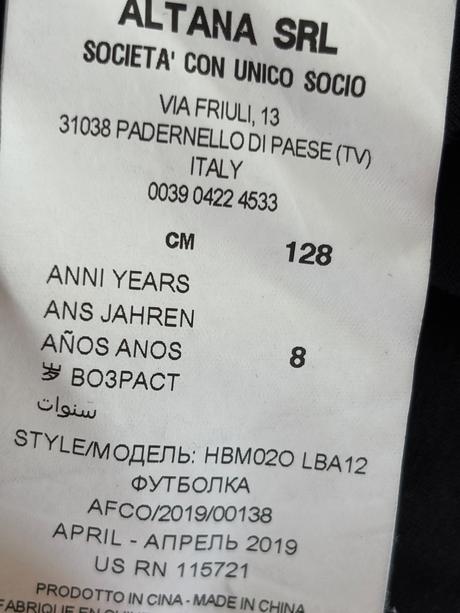 ALTANA SRL
SOCIETA' CON UNICO SOCIO
VIA FRIULI, 13
31038 PADERNELLO DI PAESE (TV)
ITALY
0039 0422 4533
CM 128
ANNI YEARS
ANS JAHREN
AÑOS ANOS 8
岁 ВОЗРАСТ
سنوات
STYLE/МОДЕЛЬ: HBM02O LBA12
ФУТБОЛКА
AFCO/2019/00138
APRIL - АПРЕЛЬ 2019
US RN 115721
PRODOTTO IN CINA - MADE IN CHINA
FABRIQUE EN